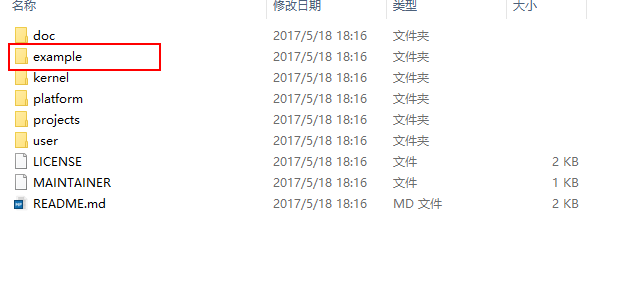 名称 修改日期 类型 大小
doc 2017/5/18 18:16 文件夹
example 2017/5/18 18:16 文件夹
kernel 2017/5/18 18:16 文件夹
platform 2017/5/18 18:16 文件夹
projects 2017/5/18 18:16 文件夹
user 2017/5/18 18:16 文件夹
LICENSE 2017/5/18 18:16 文件 2 KB
MAINTAINER 2017/5/18 18:16 文件 1 KB
README.md 2017/5/18 18:16 MD 文件 2 KB